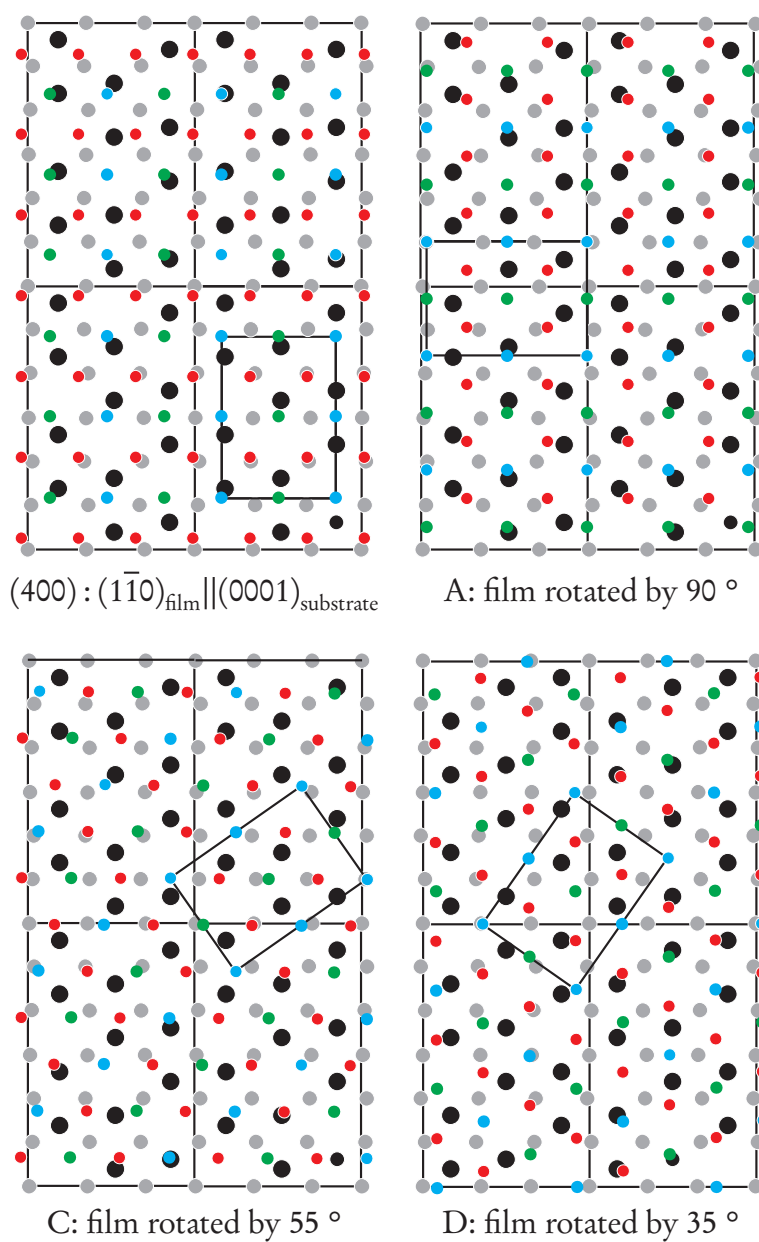 (400) : (11̅0)film||(0001)substrate
A: film rotated by 90 °
C: film rotated by 55 °
D: film rotated by 35 °